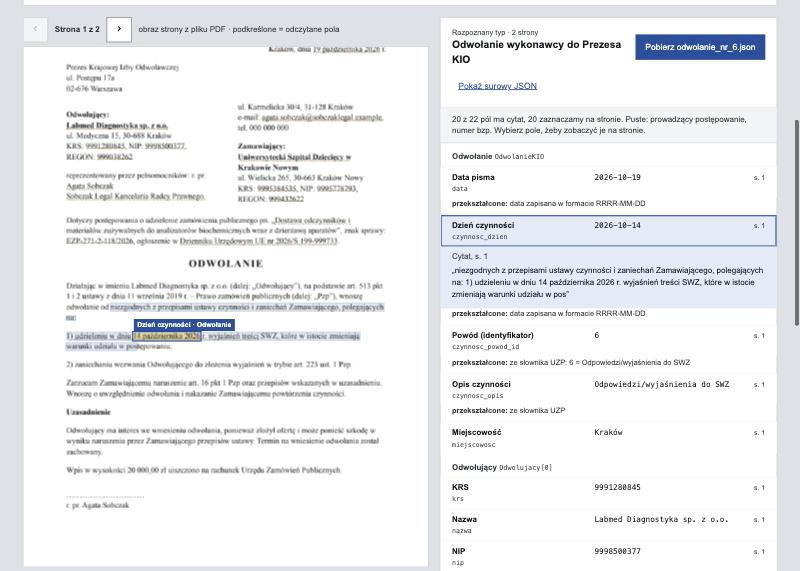 Strona 1 z 2
obraz strony z pliku PDF · podkreślone = odczytane pola
Kraków, dnia 19 października 2026 r.
Prezes Krajowej Izby Odwoławczej
ul. Postępu 17a
02-676 Warszawa
Odwołujący:
Labmed Diagnostyka sp. z o.o.
ul. Medyczna 15, 30-688 Kraków
KRS: 9991280845, NIP: 9998500377,
REGON: 999038262
reprezentowany przez pełnomocników: r. pr.
Agata Sobczak
Sobczak Legal Kancelaria Radcy Prawnego,
ul. Karmelicka 30/4, 31-128 Kraków
e-mail: agata.sobczak@sobczaklegal.example,
tel. 000 000 000
Zamawiający:
Uniwersytecki Szpital Dziecięcy w
Krakowie Nowym
ul. Wielicka 265, 30-663 Kraków Nowy
KRS: 9995364535, NIP: 9995778293,
REGON: 999432622
Dotyczy postępowania o udzielenie zamówienia publicznego pn. „Dostawa odczynników i
materiałów zużywalnych do analizatorów biochemicznych wraz z dzierżawą aparatury”, znak sprawy:
EZP-271-2-118/2026, ogłoszenie w Dzienniku Urzędowym UE nr 2026/S 199-999733.
ODWOŁANIE
Działając w imieniu Labmed Diagnostyka sp. z o.o. (dalej: „Odwołujący”), na podstawie art. 513 pkt
1 i 2 ustawy z dnia 11 września 2019 r. – Prawo zamówień publicznych (dalej: „Pzp”), wnoszę
odwołanie od niezgodnych z przepisami ustawy czynności i zaniechań Zamawiającego, polegających
na:
Dzień czynności · Odwołanie
1) udzieleniu w dniu 14 października 2026 r. wyjaśnień treści SWZ, które w istocie zmieniają
warunki udziału w postępowaniu;
2) zaniechaniu wezwania Odwołującego do złożenia wyjaśnień w trybie art. 223 ust. 1 Pzp.
Zarzucam Zamawiającemu naruszenie art. 16 pkt 1 Pzp oraz przepisów wskazanych w uzasadnieniu.
Wnoszę o uwzględnienie odwołania i nakazanie Zamawiającemu powtórzenia czynności.
Uzasadnienie
Odwołujący ma interes we wniesieniu odwołania, ponieważ złożył ofertę i może ponieść szkodę w
wyniku naruszenia przez Zamawiającego przepisów ustawy. Termin na wniesienie odwołania został
zachowany.
Wpis w wysokości 20 000,00 zł uiszczono na rachunek Urzędu Zamówień Publicznych.
r. pr. Agata Sobczak
Rozpoznany typ · 2 strony
Odwołanie wykonawcy do Prezesa
KIO
Pobierz odwolanie_nr_6.json
Pokaż surowy JSON
20 z 22 pól ma cytat, 20 zaznaczamy na stronie. Puste: prowadzący postępowanie,
numer bzp. Wybierz pole, żeby zobaczyć je na stronie.
Odwołanie OdwolanieKIO
Data pisma 2026-10-19 s. 1
data
przekształcone: data zapisana w formacie RRRR-MM-DD
Dzień czynności 2026-10-14 s. 1
czynnosc_dzien
Cytat, s. 1
„niezgodnych z przepisami ustawy czynności i zaniechań Zamawiającego, polegających
na: 1) udzieleniu w dniu 14 października 2026 r. wyjaśnień treści SWZ, które w istocie
zmieniają warunki udziału w pos”
przekształcone: data zapisana w formacie RRRR-MM-DD
Powód (identyfikator) 6 s. 1
czynnosc_powod_id
przekształcone: ze słownika UZP: 6 = Odpowiedzi/wyjaśnienia do SWZ
Opis czynności Odpowiedzi/wyjaśnienia do SWZ s. 1
czynnosc_opis
przekształcone: ze słownika UZP
Miejscowość Kraków s. 1
miejscowosc
Odwołujący Odwolujacy[0]
KRS 9991280845 s. 1
krs
Nazwa Labmed Diagnostyka sp. z o.o. s. 1
nazwa
NIP 9998500377 s. 1
nip